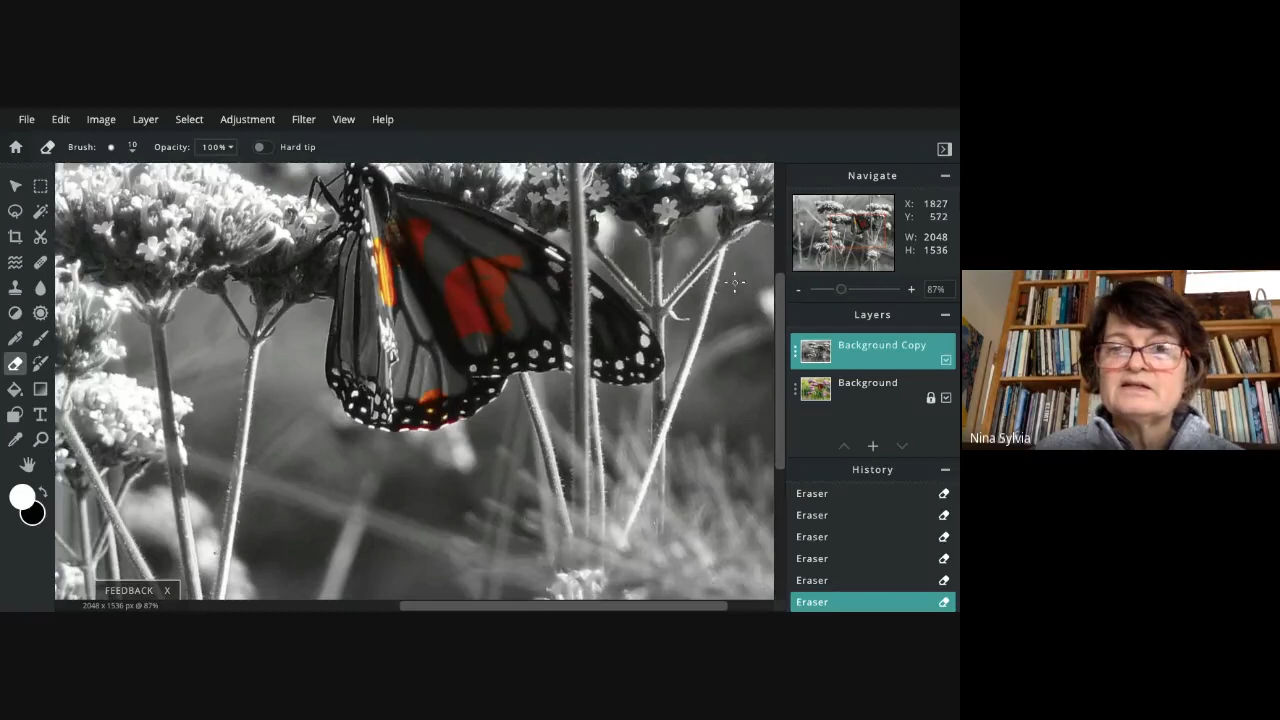 File Edit Image Layer Select Adjustment Filter View Help
Brush: 10 Opacity: 100% Hard tip
Navigate
X: 1827
Y: 572
W: 2048
H: 1536
- + 87%
Layers
Background Copy
Background
+
History
Eraser
Eraser
Eraser
Eraser
Eraser
Eraser
T
FEEDBACK X
2048 x 1536 px @ 87%
Nina Sylvia